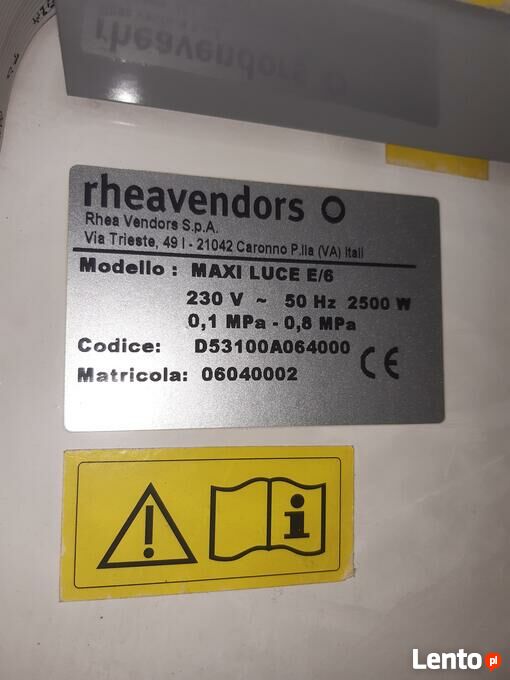 rheavendors
rheavendors
Rhea Vendors S.p.A.
Via Trieste, 49 I - 21042 Caronno P.lla (VA) Itali
Modello : MAXI LUCE E/6
230 V ~ 50 Hz 2500 W
0,1 MPa - 0,8 MPa
Codice: D53100A064000 CE
Matricola: 06040002
Lento pl